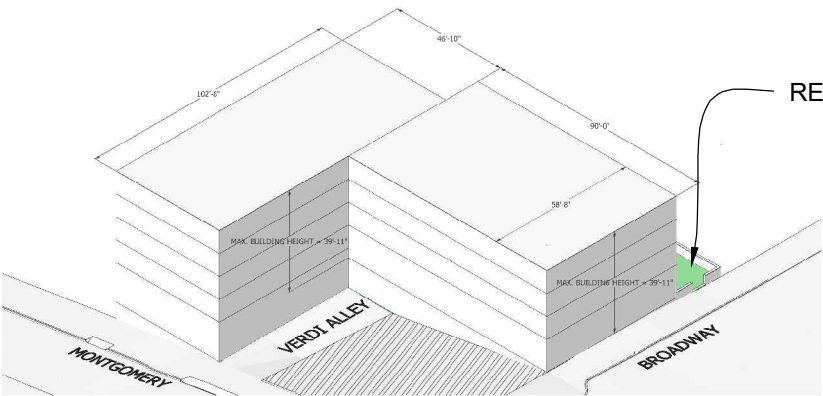 46'-10"
102'-8"
RE
90'-0"
58' 8"
MAX. BUILDING HEIGHT = 39'-11"
MAX. BUILDING HEIGHT = 39'-11"
VERDI ALLEY
MONTGOMERY
BROADWAY